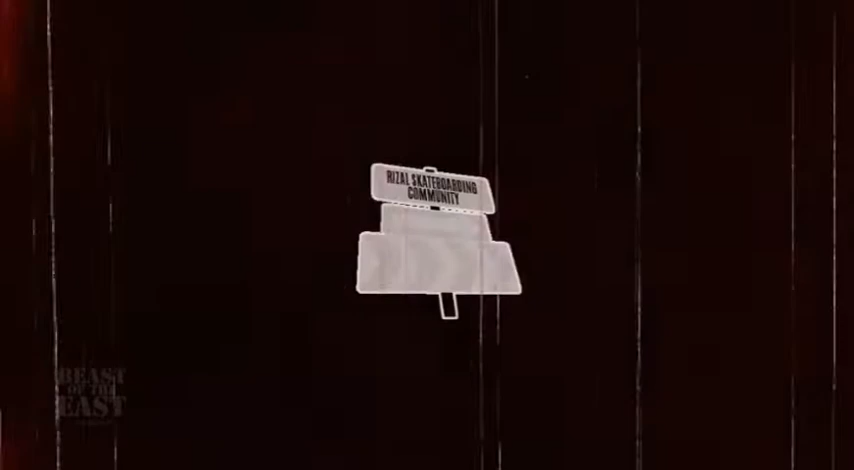 RIZAL SKATEBOARDING
COMMUNITY
BEAST
OF THE
EAST